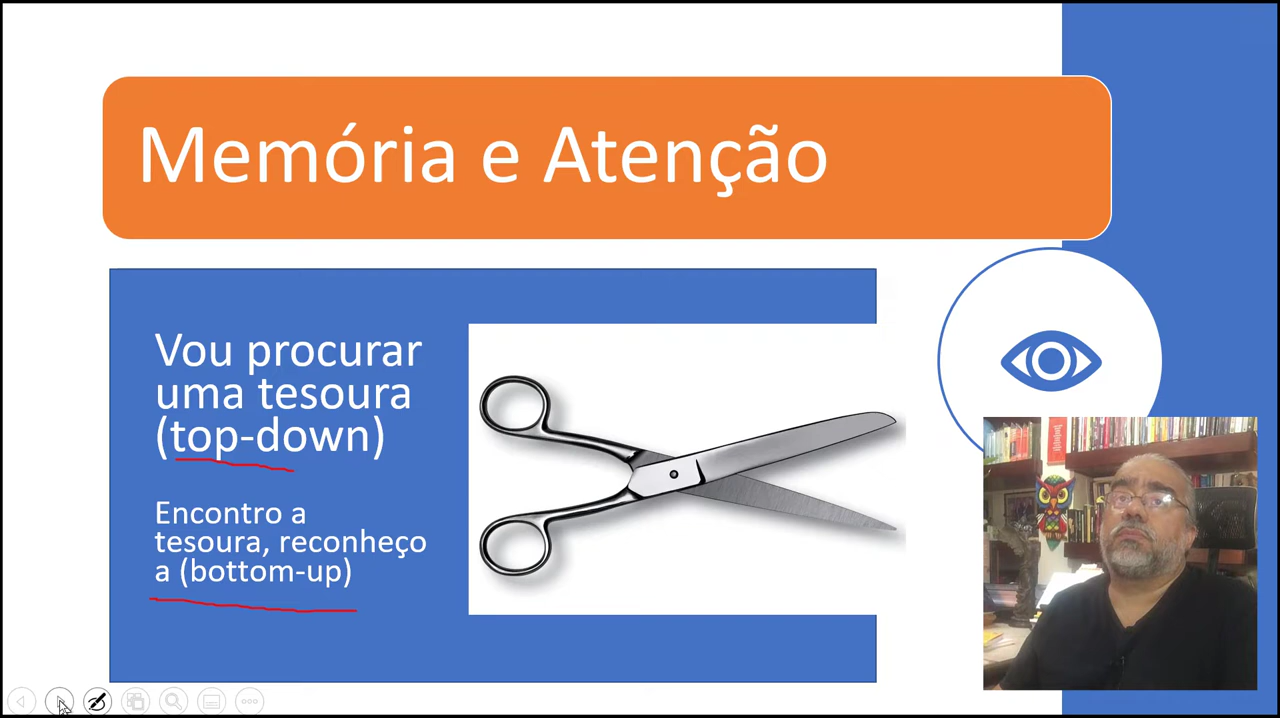 Memória e Atenção
Vou procurar
uma tesoura
(top-down)
Encontro a
tesoura, reconheço
a (bottom-up)